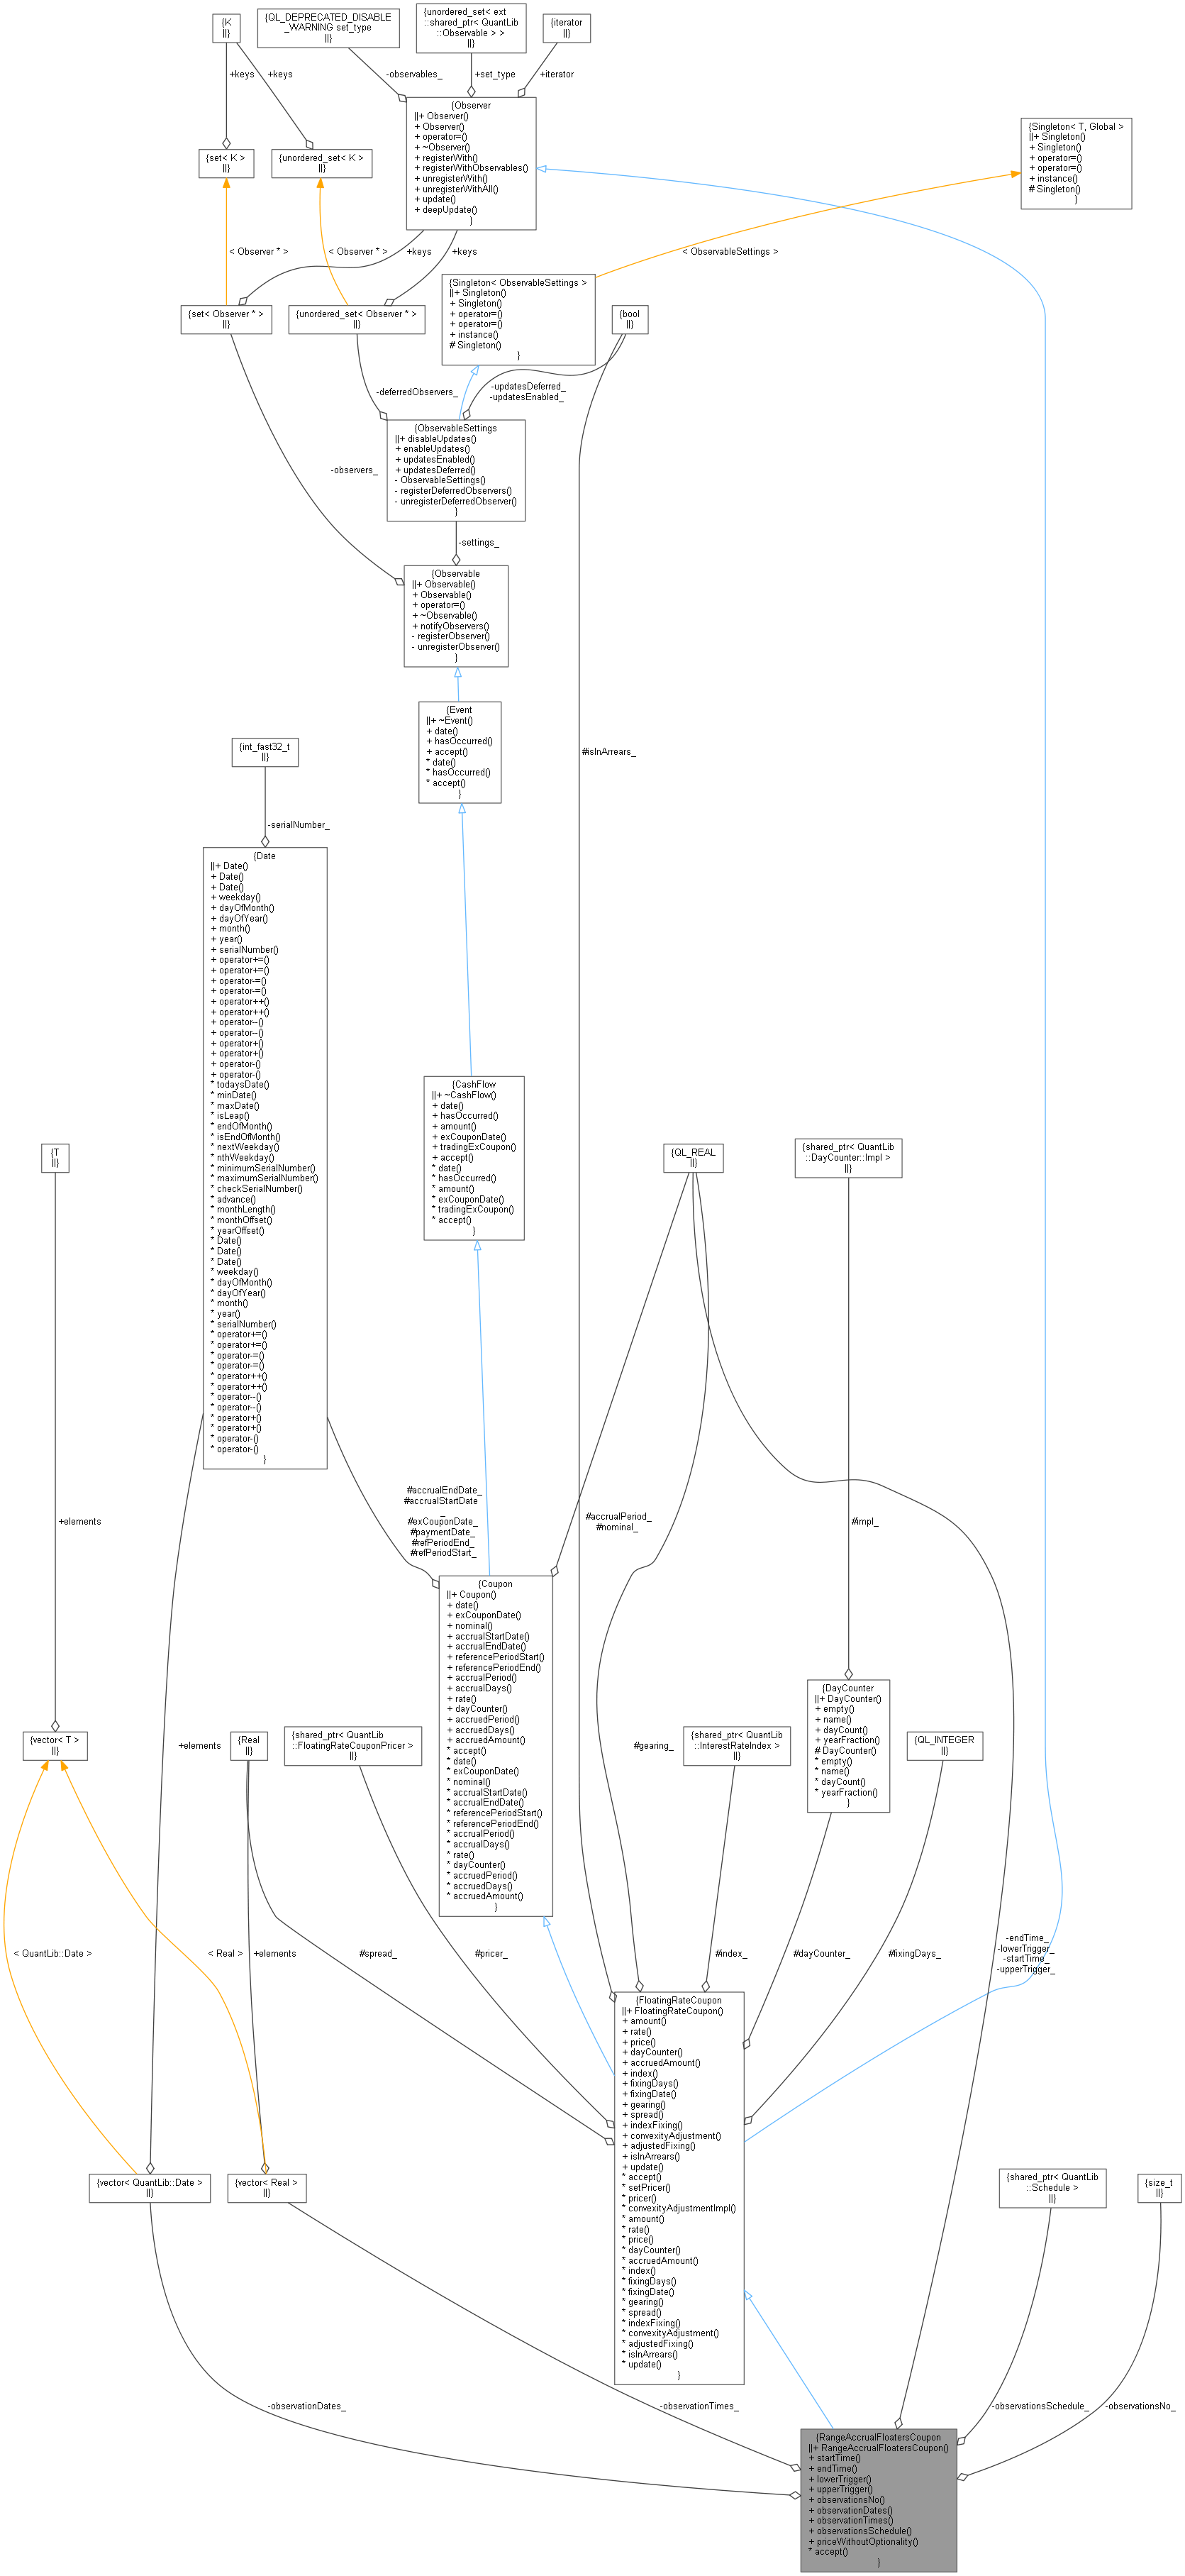 {K
||}
{QL_DEPRECATED_DISABLE
_WARNING set_type
||}
{unordered_set< ext
::shared_ptr< QuantLib
::Observable > >
||}
{iterator
||}
+keys
+keys
-observables_
+set_type
+iterator
{set< K >
||}
{unordered_set< K >
||}
{Observer
||+ Observer()
+ Observer()
+ operator=()
+ ~Observer()
+ registerWith()
+ registerWithObservables()
+ unregisterWith()
+ unregisterWithAll()
+ update()
+ deepUpdate()
}
{Singleton< T, Global >
||+ Singleton()
+ Singleton()
+ operator=()
+ operator=()
+ instance()
# Singleton()
}
< Observer * >
< Observer * >
+keys
+keys
< ObservableSettings >
{set< Observer * >
||}
{unordered_set< Observer * >
||}
{Singleton< ObservableSettings >
||+ Singleton()
+ Singleton()
+ operator=()
+ operator=()
+ instance()
# Singleton()
}
{bool
||}
-deferredObservers_
-updatesDeferred_
-updatesEnabled_
-observers_
{ObservableSettings
||+ disableUpdates()
+ enableUpdates()
+ updatesEnabled()
+ updatesDeferred()
- ObservableSettings()
- registerDeferredObservers()
- unregisterDeferredObserver()
}
-settings_
{Observable
||+ Observable()
+ Observable()
+ operator=()
+ ~Observable()
+ notifyObservers()
- registerObserver()
- unregisterObserver()
}
{Event
||+ ~Event()
+ date()
+ hasOccurred()
+ accept()
* date()
* hasOccurred()
* accept()
}
#isInArrears_
{int_fast32_t
||}
-serialNumber_
{Date
||+ Date()
+ Date()
+ Date()
+ weekday()
+ dayOfMonth()
+ dayOfYear()
+ month()
+ year()
+ serialNumber()
+ operator+=()
+ operator+=()
+ operator-=()
+ operator-=()
+ operator++()
+ operator++()
+ operator--()
+ operator--()
+ operator+()
+ operator+()
+ operator-()
+ operator-()
* todaysDate()
* minDate()
* maxDate()
* isLeap()
* endOfMonth()
* isEndOfMonth()
* nextWeekday()
* nthWeekday()
* minimumSerialNumber()
* maximumSerialNumber()
* checkSerialNumber()
* advance()
* monthLength()
* monthOffset()
* yearOffset()
* Date()
* Date()
* Date()
* weekday()
* dayOfMonth()
* dayOfYear()
* month()
* year()
* serialNumber()
* operator+=()
* operator+=()
* operator-=()
* operator-=()
* operator++()
* operator++()
* operator--()
* operator--()
* operator+()
* operator+()
* operator-()
* operator-()
}
{CashFlow
||+ ~CashFlow()
+ date()
+ hasOccurred()
+ amount()
+ exCouponDate()
+ tradingExCoupon()
+ accept()
* date()
* hasOccurred()
* amount()
* exCouponDate()
* tradingExCoupon()
* accept()
}
{T
||}
{QL_REAL
||}
{shared_ptr< QuantLib
::DayCounter::Impl >
||}
+elements
#accrualEndDate_
#accrualStartDate
_
#exCouponDate_
#paymentDate_
#refPeriodEnd_
#refPeriodStart_
#accrualPeriod_
#nominal_
#impl_
{Coupon
||+ Coupon()
+ date()
+ exCouponDate()
+ nominal()
+ accrualStartDate()
+ accrualEndDate()
+ referencePeriodStart()
+ referencePeriodEnd()
+ accrualPeriod()
+ accrualDays()
+ rate()
+ dayCounter()
+ accruedPeriod()
+ accruedDays()
+ accruedAmount()
* accept()
* date()
* exCouponDate()
* nominal()
* accrualStartDate()
* accrualEndDate()
* referencePeriodStart()
* referencePeriodEnd()
* accrualPeriod()
* accrualDays()
* rate()
* dayCounter()
* accruedPeriod()
* accruedDays()
* accruedAmount()
}
{vector< T >
||}
+elements
{Real
||}
{shared_ptr< QuantLib
::FloatingRateCouponPricer >
||}
#gearing_
{shared_ptr< QuantLib
::InterestRateIndex >
||}
{DayCounter
||+ DayCounter()
+ empty()
+ name()
+ dayCount()
+ yearFraction()
# DayCounter()
* empty()
* name()
* dayCount()
* yearFraction()
}
{QL_INTEGER
||}
< QuantLib::Date >
< Real >
+elements
#spread_
#pricer_
#index_
#dayCounter_
#fixingDays_
-endTime_
-lowerTrigger_
-startTime_
-upperTrigger_
{FloatingRateCoupon
||+ FloatingRateCoupon()
+ amount()
+ rate()
+ price()
+ dayCounter()
+ accruedAmount()
+ index()
+ fixingDays()
+ fixingDate()
+ gearing()
+ spread()
+ indexFixing()
+ convexityAdjustment()
+ adjustedFixing()
+ isInArrears()
+ update()
* accept()
* setPricer()
* pricer()
* convexityAdjustmentImpl()
* amount()
* rate()
* price()
* dayCounter()
* accruedAmount()
* index()
* fixingDays()
* fixingDate()
* gearing()
* spread()
* indexFixing()
* convexityAdjustment()
* adjustedFixing()
* isInArrears()
* update()
}
{vector< QuantLib::Date >
||}
{vector< Real >
||}
{shared_ptr< QuantLib
::Schedule >
||}
{size_t
||}
-observationDates_
-observationTimes_
-observationsSchedule_
-observationsNo_
{RangeAccrualFloatersCoupon
||+ RangeAccrualFloatersCoupon()
+ startTime()
+ endTime()
+ lowerTrigger()
+ upperTrigger()
+ observationsNo()
+ observationDates()
+ observationTimes()
+ observationsSchedule()
+ priceWithoutOptionality()
* accept()
}